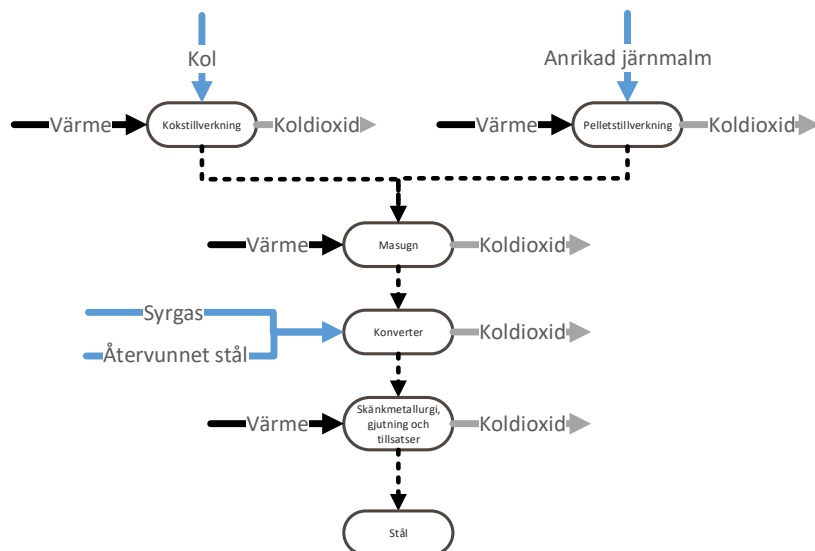 Kol
Anrikad järnmalm
Värme
Kokstillverkning
Koldioxid
Värme
Pelletstillverkning
Koldioxid
Värme
Masugn
Koldioxid
Syrgas
Återvunnet stål
Konverter
Koldioxid
Värme
Skänkmetallurgi,
gjutning och
tillsatser
Koldioxid
Stål